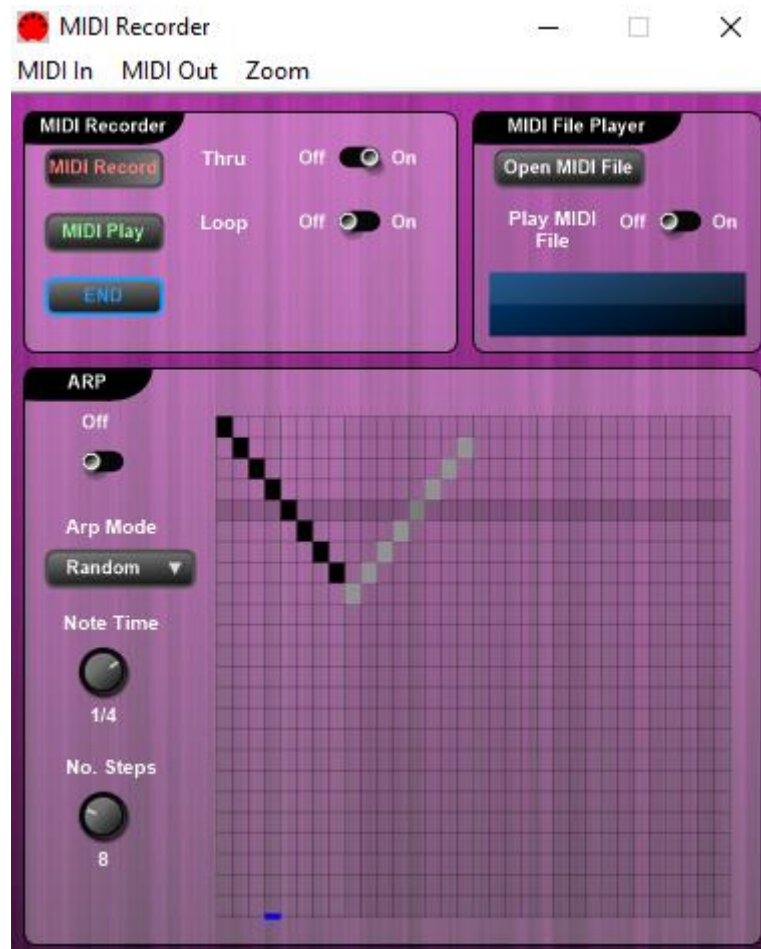 MIDI Recorder
MIDI In MIDI Out Zoom
MIDI Recorder
MIDI Record
Thru Off On
MIDI Play
Loop Off On
END
MIDI File Player
Open MIDI File
Play MIDI
File
Off On
ARP
Off
Arp Mode
Random
Note Time
1/4
No. Steps
8